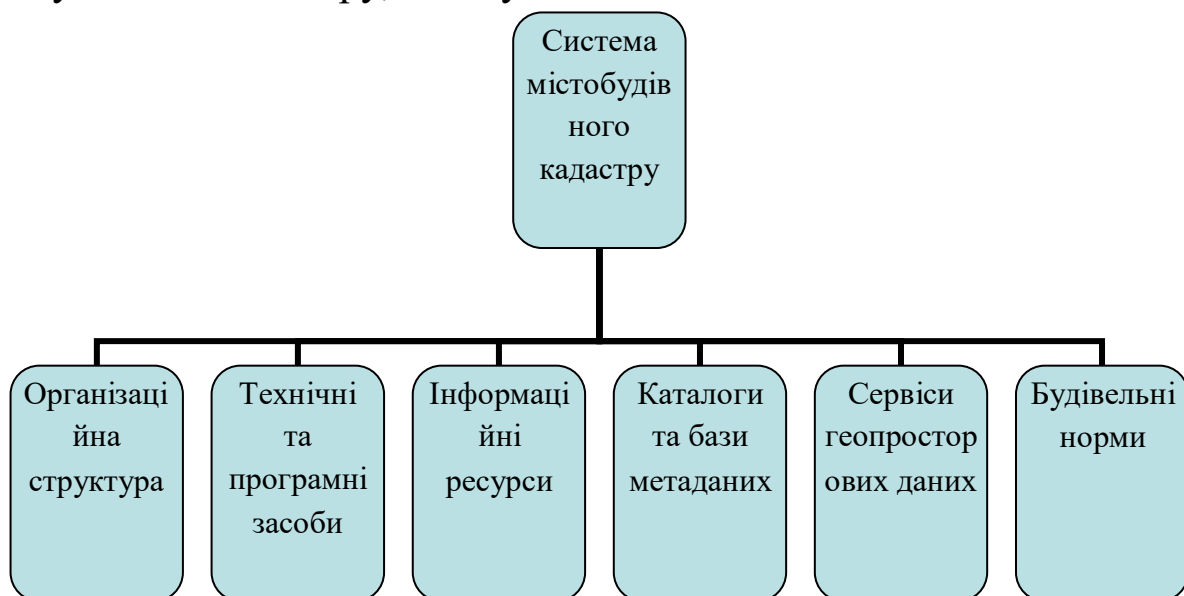 Система
містобудів
ного
кадастру
Організаці
йна
структура
Технічні
та
програмні
засоби
Інформаці
йні
ресурси
Каталоги
та бази
метаданих
Сервіси
геопростор
ових даних
Будівельні
норми